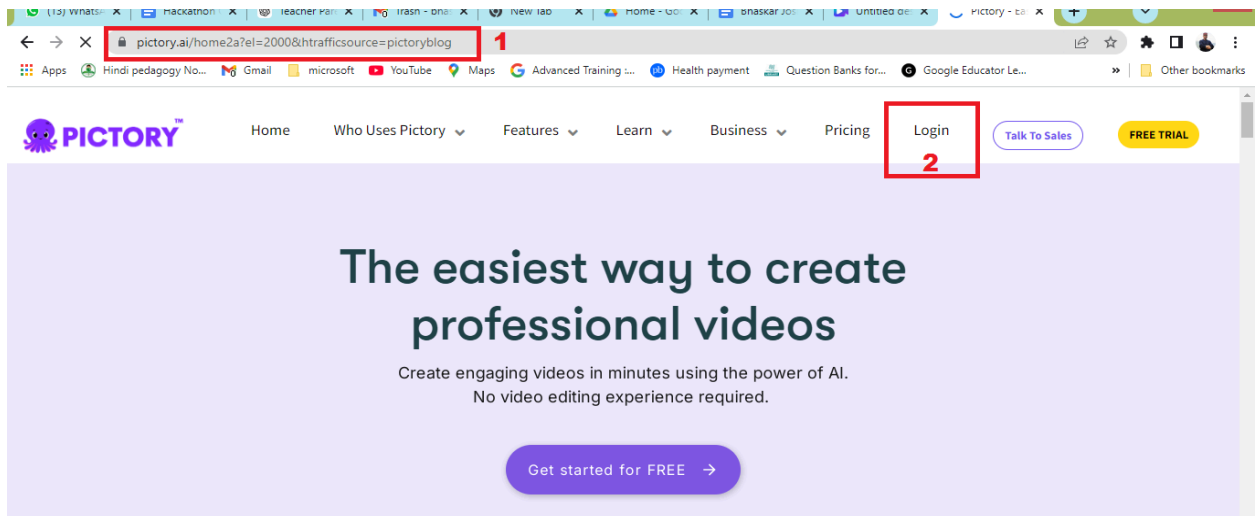 (13) WhatsA Hackathon Teacher Par Trash - bha New Tab Home - Goo Bhaskar Jos Untitled de Pictory - Ea
pictory.ai/home2a?el=2000&htrafficsource=pictoryblog 1
Apps Hindi pedagogy No... Gmail microsoft YouTube Maps Advanced Training :... Health payment Question Banks for... Google Educator Le... » Other bookmarks
PICTORY™ Home Who Uses Pictory Features Learn Business Pricing Login Talk To Sales FREE TRIAL
2
The easiest way to create
professional videos
Create engaging videos in minutes using the power of AI.
No video editing experience required.
Get started for FREE →